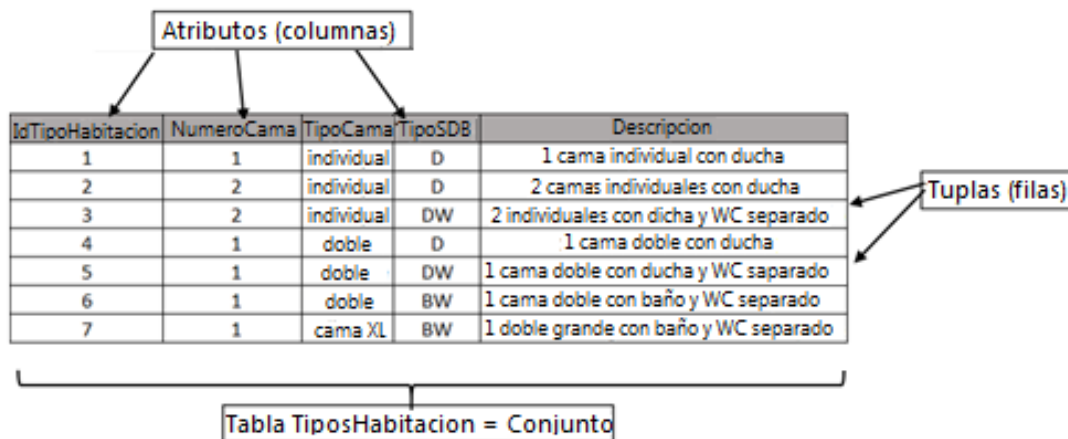 Atributos (columnas)
IdTipoHabitacion NumeroCama TipoCama TipoSDB Descripcion
1 1 individual D 1 cama individual con ducha
2 2 individual D 2 camas individuales con ducha
3 2 individual DW 2 individuales con dicha y WC separado
Tuplas (filas)
4 1 doble D 1 cama doble con ducha
5 1 doble DW 1 cama doble con ducha y WC saparado
6 1 doble BW 1 cama doble con baño y WC separado
7 1 cama XL BW 1 doble grande con baño y WC separado
Tabla TiposHabitacion = Conjunto